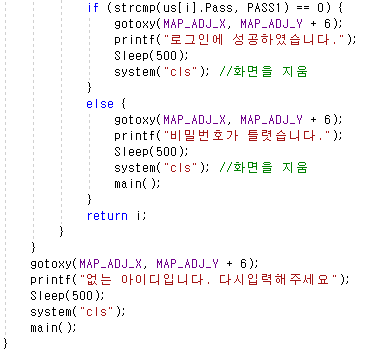 if (strcmp(us[i].Pass, PASS1) == 0) {
gotoxy(MAP_ADJ_X, MAP_ADJ_Y + 6);
printf("로그인에 성공하였습니다.");
Sleep(500);
system("cls"); //화면을 지움
}
else {
gotoxy(MAP_ADJ_X, MAP_ADJ_Y + 6);
printf("비밀번호가 틀렷습니다.");
Sleep(500);
system("cls"); //화면을 지움
main();
}
return i;
}
}
gotoxy(MAP_ADJ_X, MAP_ADJ_Y + 6);
printf("없는 아이디입니다. 다시입력해주세요");
Sleep(500);
system("cls");
main();
}